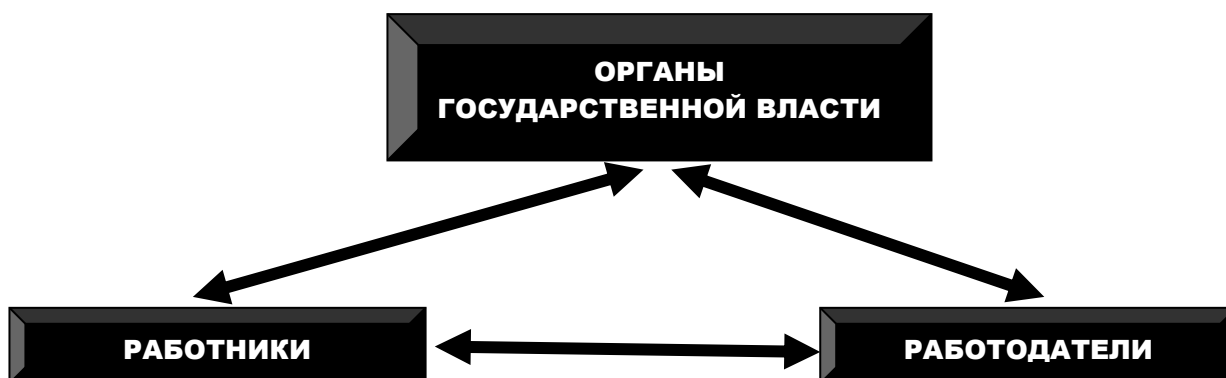 ОРГАНЫ
ГОСУДАРСТВЕННОЙ ВЛАСТИ
РАБОТНИКИ
РАБОТОДАТЕЛИ